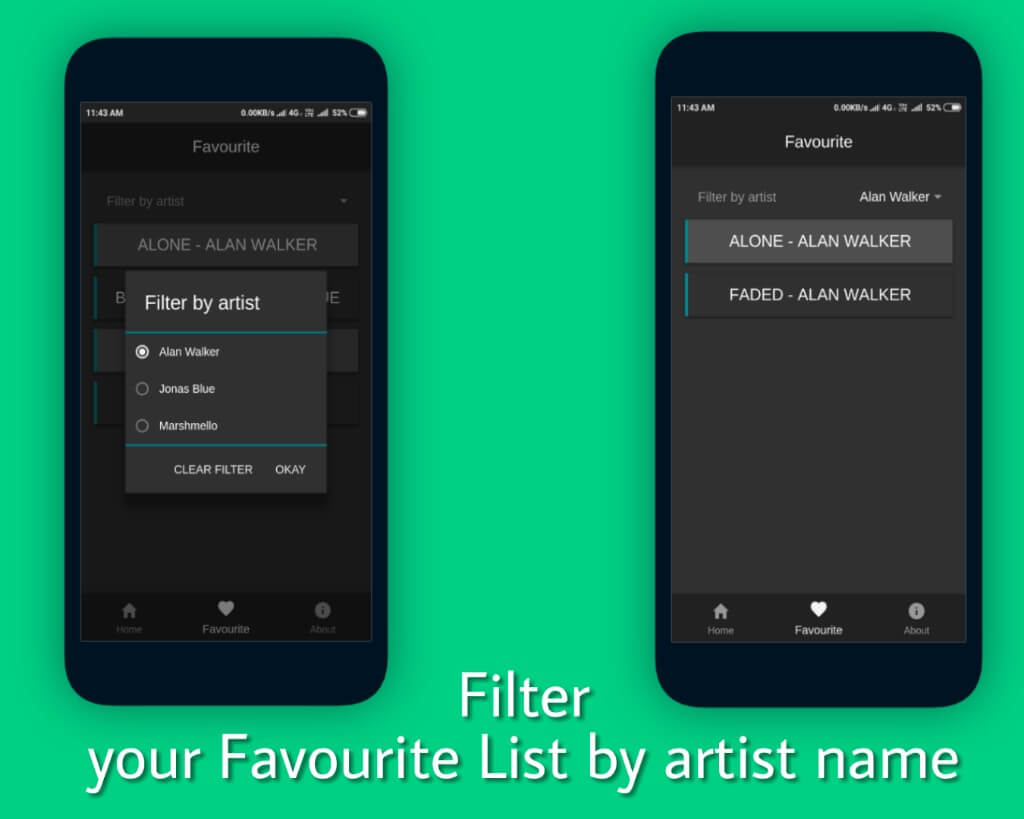 11:43 AM 0.00KB/s 4G 52%
Favourite
Filter by artist
ALONE - ALAN WALKER
Filter by artist
Alan Walker
Jonas Blue
Marshmello
CLEAR FILTER OKAY
Home Favourite About
11:43 AM 0.00KB/s 4G 52%
Favourite
Filter by artist Alan Walker
ALONE - ALAN WALKER
FADED - ALAN WALKER
Home Favourite About
Filter
your Favourite List by artist name